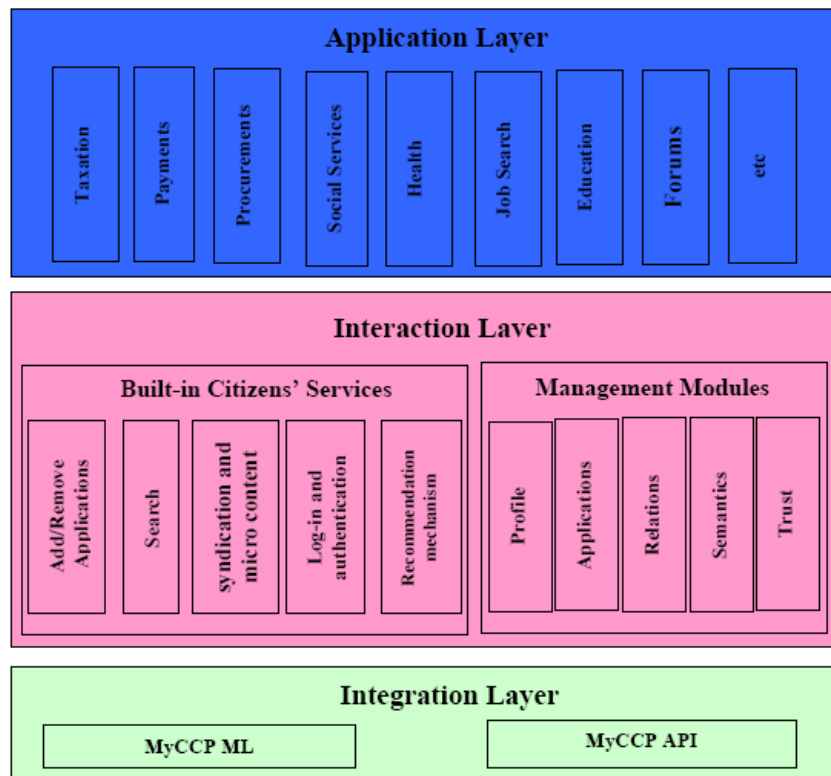 Application Layer
Taxation
Payments
Procurements
Social Services
Health
Job Search
Education
Forums
etc
Interaction Layer
Built-in Citizens' Services
Management Modules
Add/Remove
Applications
Search
syndication and
micro content
Log-in and
authentication
Recommendation
mechanism
Profile
Applications
Relations
Semantics
Trust
Integration Layer
MyCCP ML
MyCCP API